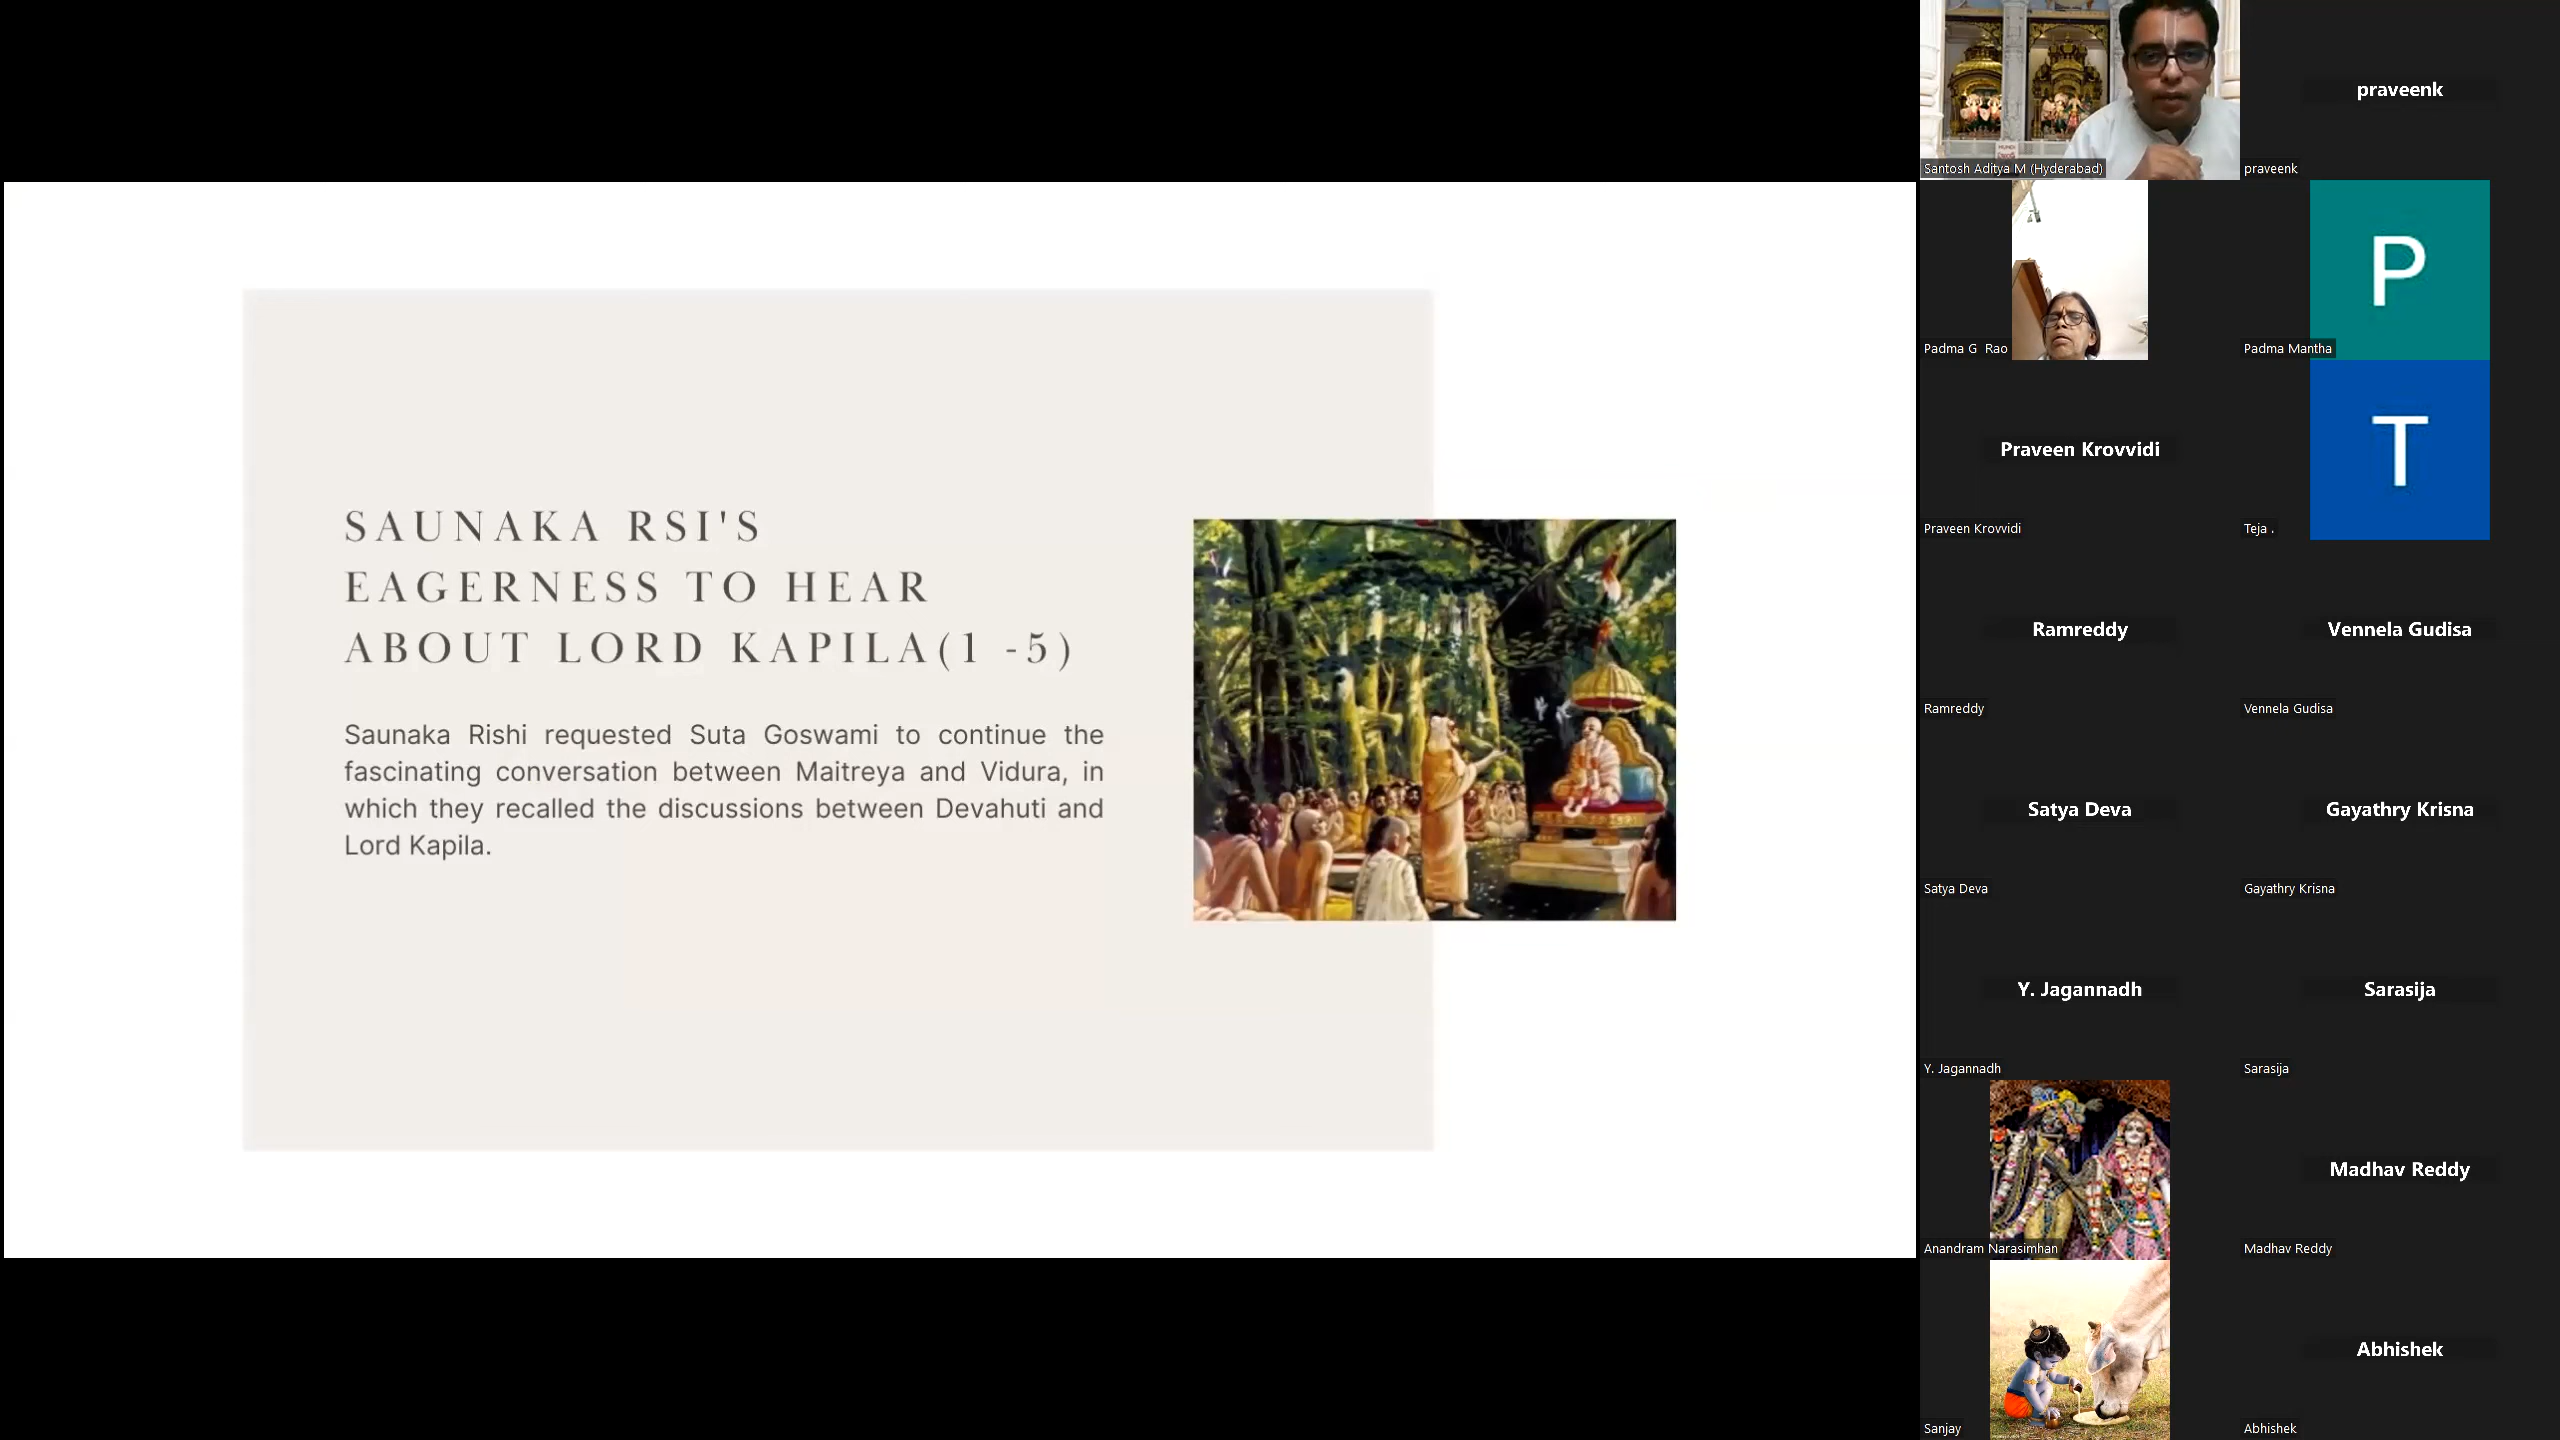 SAUNAKA RSI'S
EAGERNESS TO HEAR
ABOUT LORD KAPILA(1 -5)
Saunaka Rishi requested Suta Goswami to continue the
fascinating conversation between Maitreya and Vidura, in
which they recalled the discussions between Devahuti and
Lord Kapila.
Santosh Aditya M (Hyderabad)
praveenk
praveenk
Padma G Rao
P
Padma Mantha
Praveen Krovvidi
Praveen Krovvidi
T
Teja .
Ramreddy
Ramreddy
Vennela Gudisa
Vennela Gudisa
Satya Deva
Satya Deva
Gayathry Krisna
Gayathry Krisna
Y. Jagannadh
Y. Jagannadh
Sarasija
Sarasija
Anandram Narasimhan
Madhav Reddy
Madhav Reddy
Sanjay
Abhishek
Abhishek